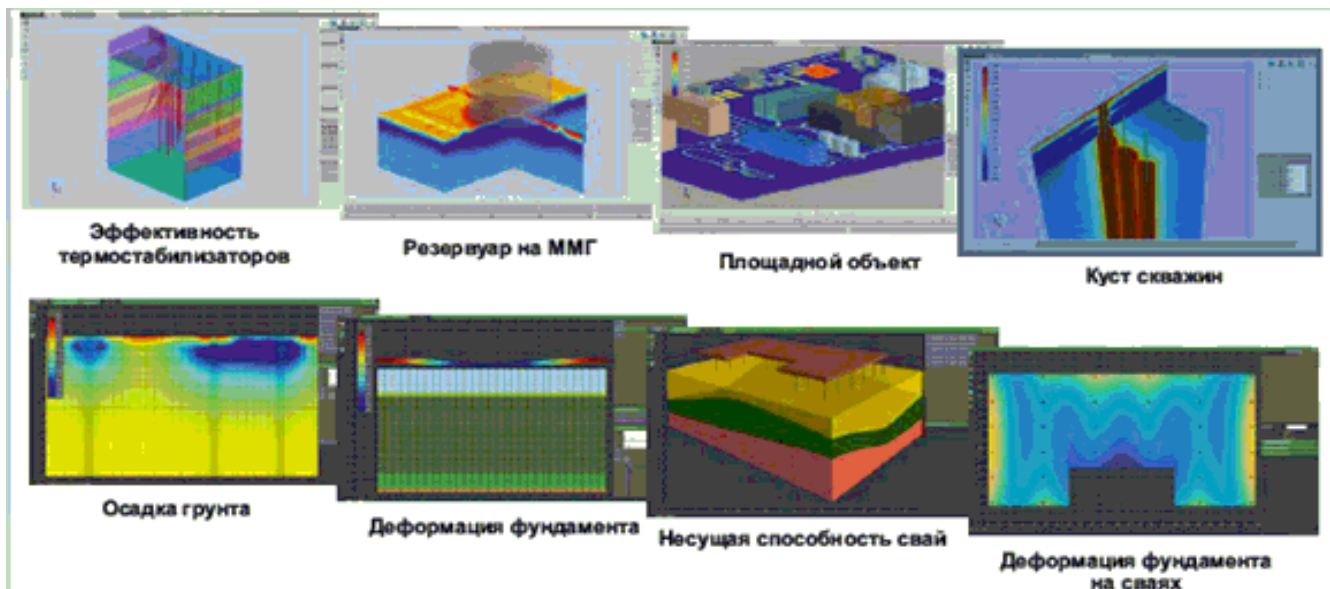 Эффективность
термостабилизаторов
Резервуар на ММГ
Площадной объект
Куст скважин
Осадка грунта
Деформация фундамента
Несущая способность свай
Деформация фундамента
на сваях